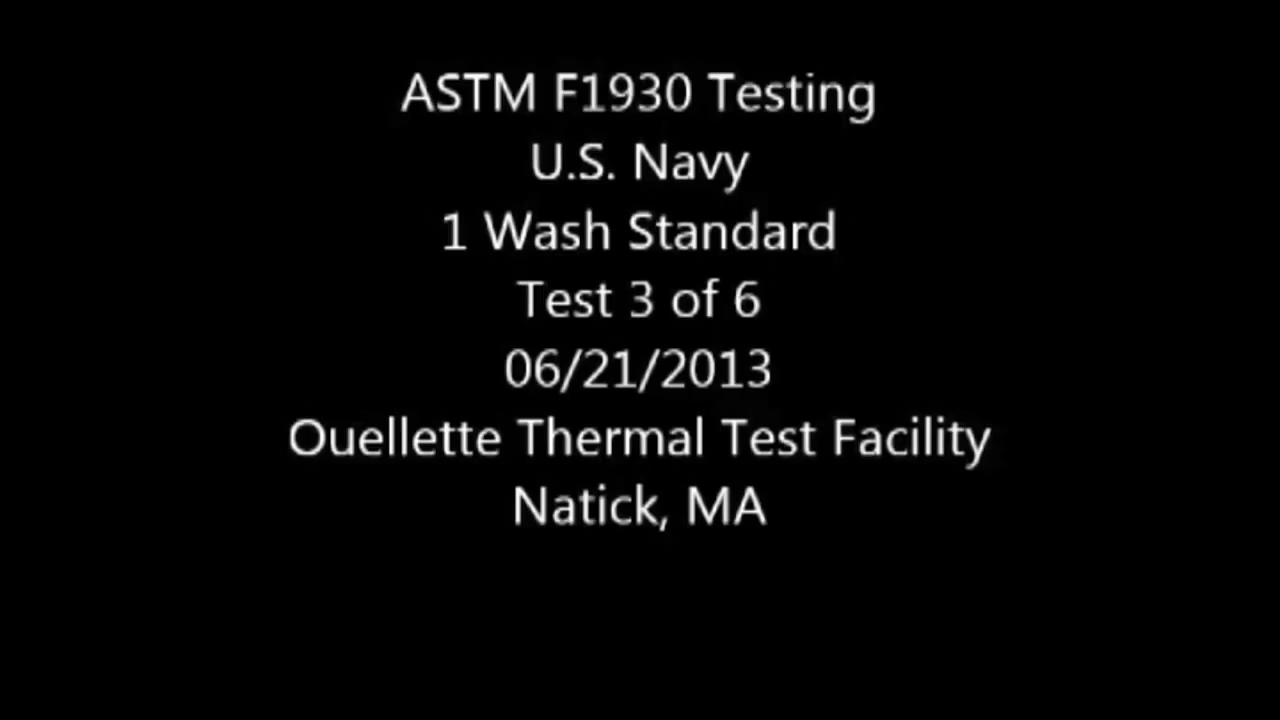 ASTM F1930 Testing
U.S. Navy
1 Wash Standard
Test 3 of 6
06/21/2013
Ouellette Thermal Test Facility
Natick, MA